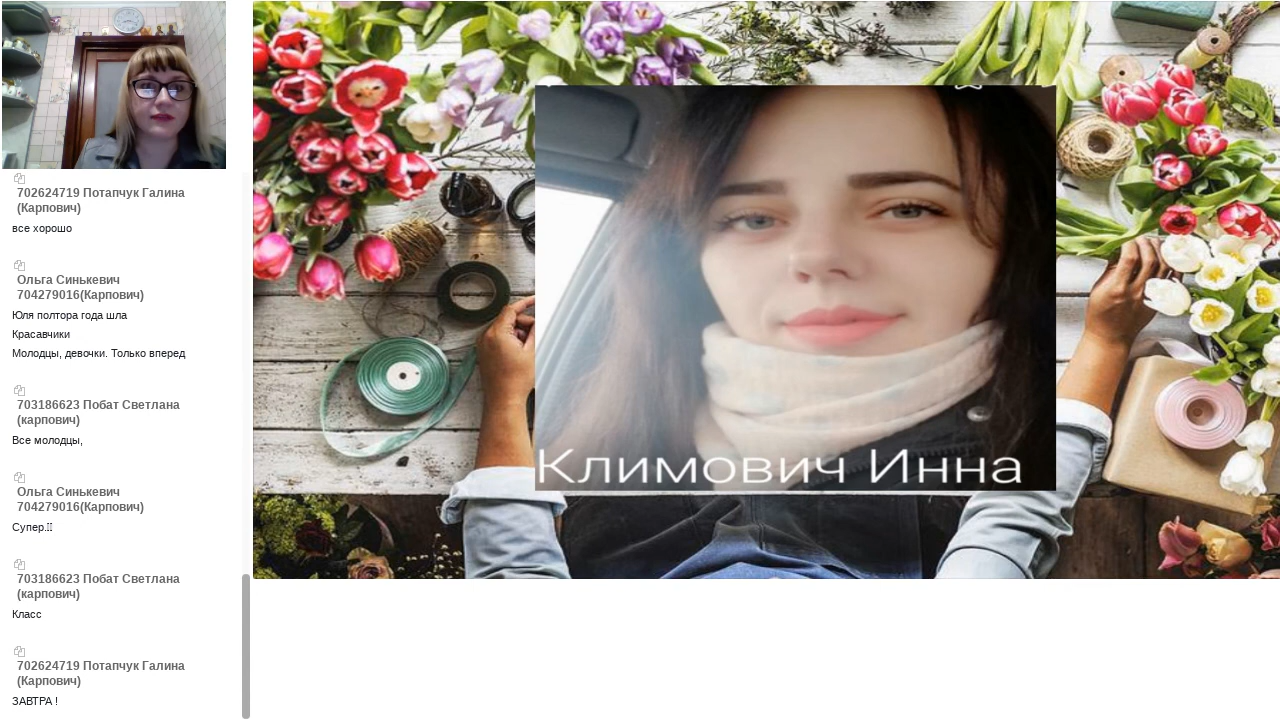 702624719 Потапчук Галина
(Карпович)
все хорошо
Ольга Синькевич
704279016(Карпович)
Юля полтора года шла
Красавчики
Молодцы, девочки. Только вперед
703186623 Побат Светлана
(карпович)
Все молодцы,
Ольга Синькевич
704279016(Карпович)
Супер.
703186623 Побат Светлана
(карпович)
Класс
702624719 Потапчук Галина
(Карпович)
ЗАВТРА !
Климович Инна